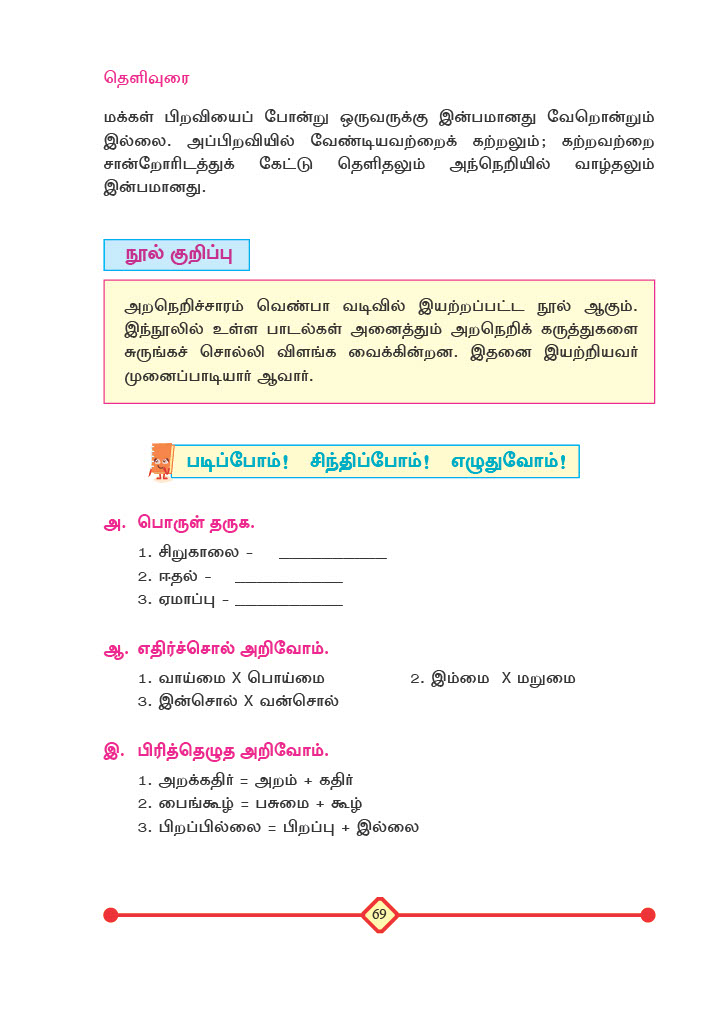 தெளிவுரை
மக்கள் பிறவியைப் போன்று ஒருவருக்கு இன்பமானது வேறொன்றும்
இல்லை. அப்பிறவியில் வேண்டியவற்றைக் கற்றலும்; கற்றவற்றை
சான்றோரிடத்துக் கேட்டு தெளிதலும் அந்நெறியில் வாழ்தலும்
இன்பமானது.
நூல் குறிப்பு
அறநெறிச்சாரம் வெண்பா வடிவில் இயற்றப்பட்ட நூல் ஆகும்.
இந்நூலில் உள்ள பாடல்கள் அனைத்தும் அறநெறிக் கருத்துகளை
சுருங்கச் சொல்லி விளங்க வைக்கின்றன. இதனை இயற்றியவர்
முனைப்பாடியார் ஆவார்.
படிப்போம்! சிந்திப்போம்! எழுதுவோம்!
அ. பொருள் தருக.
1. சிறுகாலை - ___________
2. ஈதல் - ___________
3. ஏமாப்பு - ___________
ஆ. எதிர்ச்சொல் அறிவோம்.
1. வாய்மை X பொய்மை 2. இம்மை X மறுமை
3. இன்சொல் X வன்சொல்
இ. பிரித்தெழுத அறிவோம்.
1. அறக்கதிர் = அறம் + கதிர்
2. பைங்கூழ் = பசுமை + கூழ்
3. பிறப்பில்லை = பிறப்பு + இல்லை
69